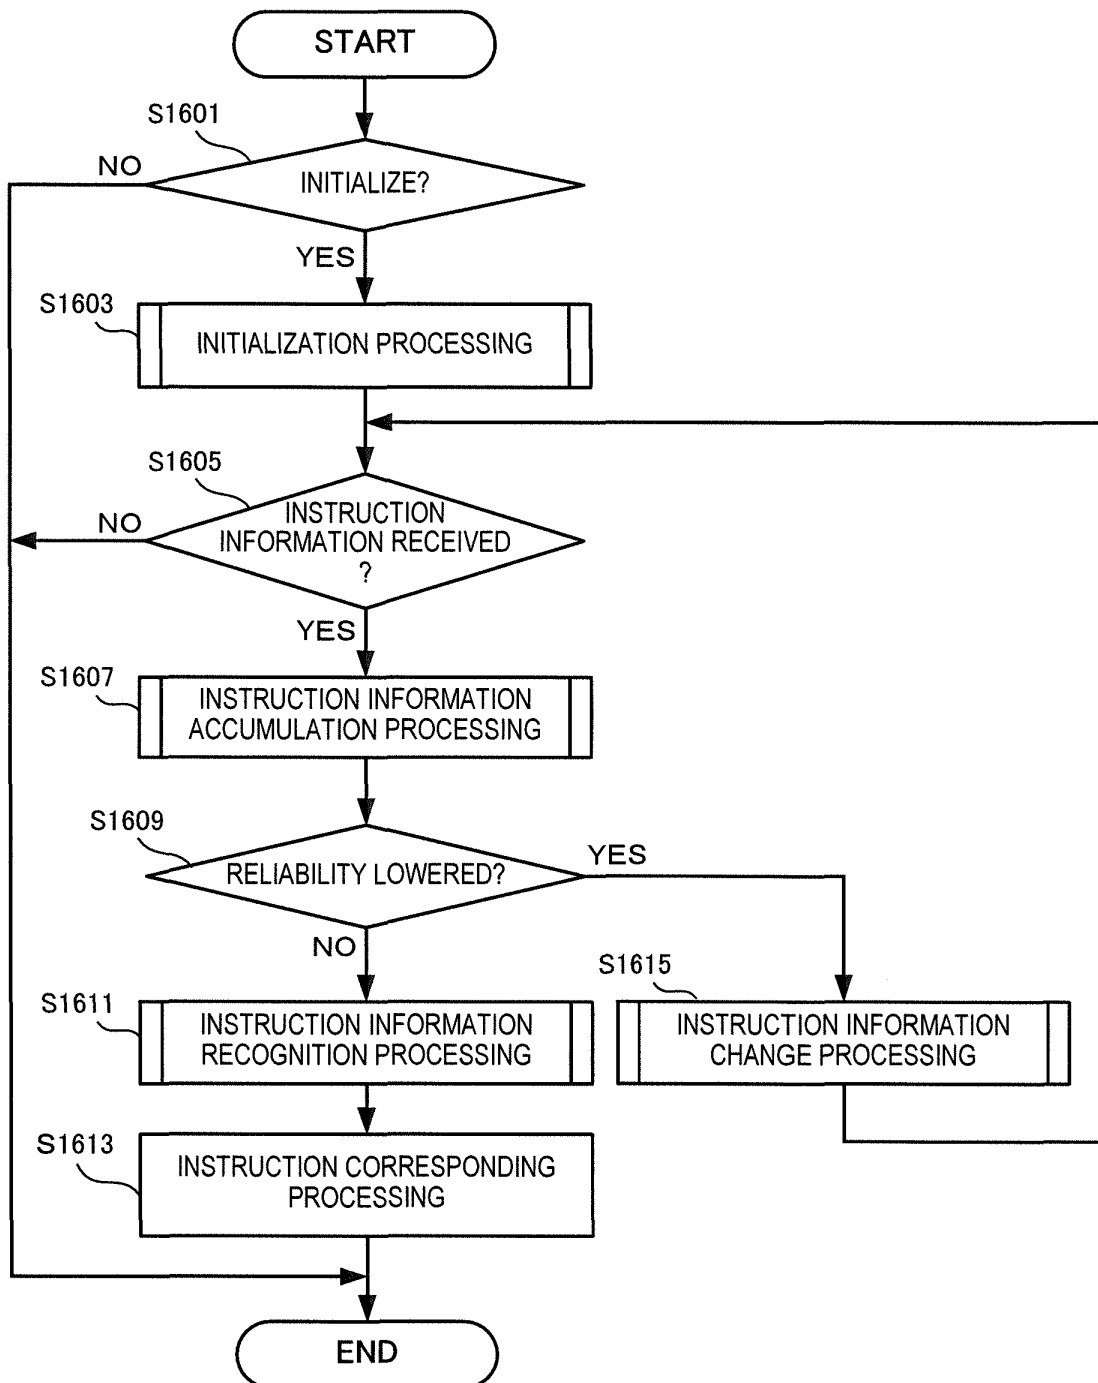 START
S1601
NO
INITIALIZE?
YES
S1603
INITIALIZATION PROCESSING
S1605
NO
INSTRUCTION
INFORMATION RECEIVED
?
YES
S1607
INSTRUCTION INFORMATION
ACCUMULATION PROCESSING
S1609
RELIABILITY LOWERED?
YES
NO
S1611
INSTRUCTION INFORMATION
RECOGNITION PROCESSING
S1615
INSTRUCTION INFORMATION
CHANGE PROCESSING
S1613
INSTRUCTION CORRESPONDING
PROCESSING
END